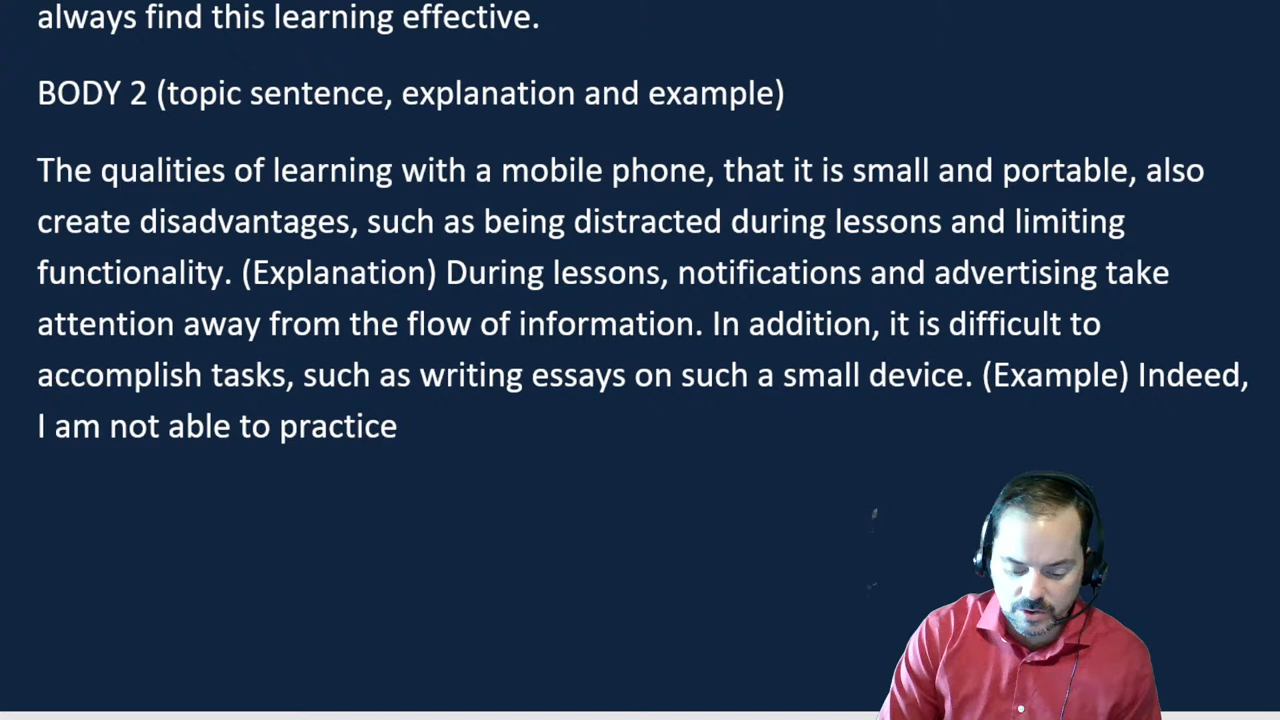 always find this learning effective.
BODY 2 (topic sentence, explanation and example)
The qualities of learning with a mobile phone, that it is small and portable, also
create disadvantages, such as being distracted during lessons and limiting
functionality. (Explanation) During lessons, notifications and advertising take
attention away from the flow of information. In addition, it is difficult to
accomplish tasks, such as writing essays on such a small device. (Example) Indeed,
I am not able to practice